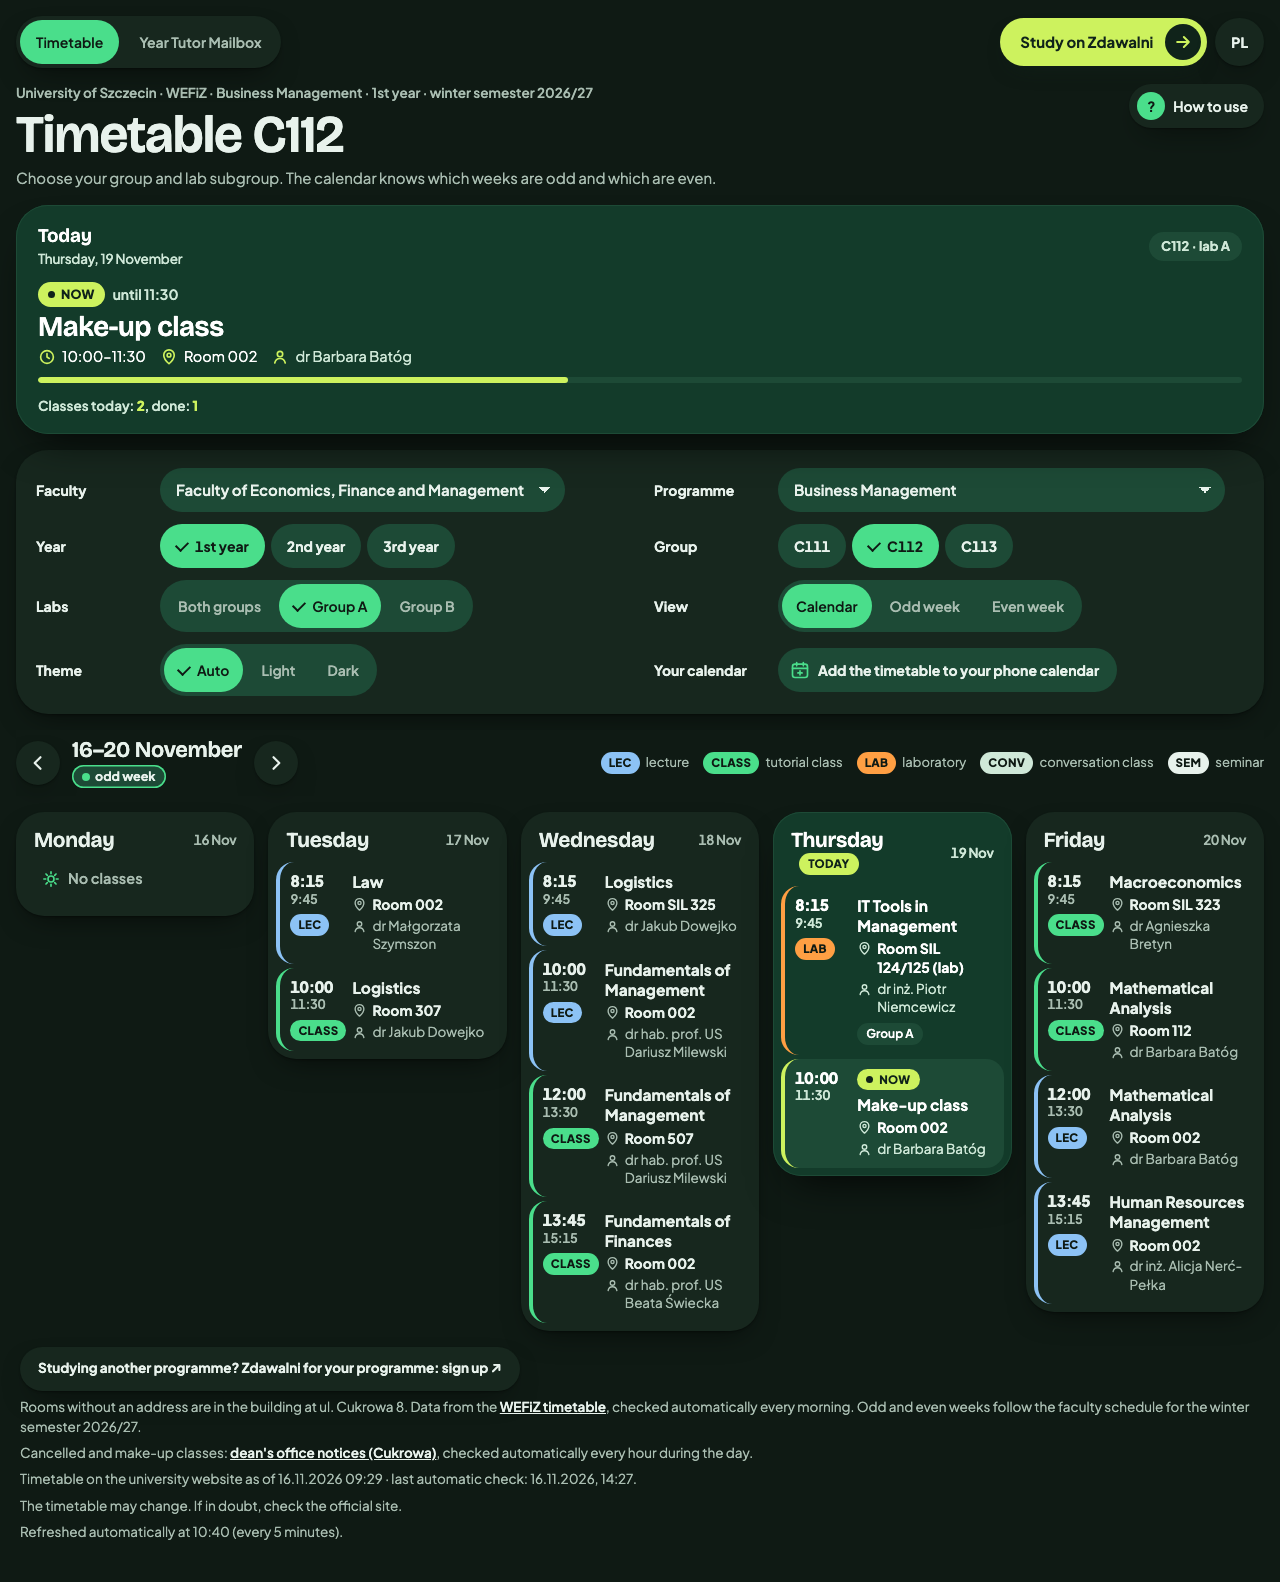 Timetable
Year Tutor Mailbox
Study on Zdawalni
PL
University of Szczecin · WEFiZ · Business Management · 1st year · winter semester 2026/27
Timetable C112
? How to use
Choose your group and lab subgroup. The calendar knows which weeks are odd and which are even.
Today
Thursday, 19 November
C112 · lab A
NOW until 11:30
Make-up class
10:00–11:30 Room 002 dr Barbara Batóg
Classes today: 2, done: 1
Faculty
Faculty of Economics, Finance and Management
Programme
Business Management
Year
1st year 2nd year 3rd year
Group
C111 C112 C113
Labs
Both groups Group A Group B
View
Calendar Odd week Even week
Theme
Auto Light Dark
Your calendar
Add the timetable to your phone calendar
16–20 November
odd week
LEC lecture CLASS tutorial class LAB laboratory CONV conversation class SEM seminar
Monday 16 Nov
No classes
Tuesday 17 Nov
8:15
9:45
LEC
Law
Room 002
dr Małgorzata
Szymszon
10:00
11:30
CLASS
Logistics
Room 307
dr Jakub Dowejko
Wednesday 18 Nov
8:15
9:45
LEC
Logistics
Room SIL 325
dr Jakub Dowejko
10:00
11:30
LEC
Fundamentals of
Management
Room 002
dr hab. prof. US
Dariusz Milewski
12:00
13:30
CLASS
Fundamentals of
Management
Room 507
dr hab. prof. US
Dariusz Milewski
13:45
15:15
CLASS
Fundamentals of
Finances
Room 002
dr hab. prof. US
Beata Świecka
Thursday
TODAY
19 Nov
8:15
9:45
LAB
IT Tools in
Management
Room SIL
124/125 (lab)
dr inż. Piotr
Niemcewicz
Group A
10:00
11:30
NOW
Make-up class
Room 002
dr Barbara Batóg
Friday 20 Nov
8:15
9:45
CLASS
Macroeconomics
Room SIL 323
dr Agnieszka
Bretyn
10:00
11:30
CLASS
Mathematical
Analysis
Room 112
dr Barbara Batóg
12:00
13:30
LEC
Mathematical
Analysis
Room 002
dr Barbara Batóg
13:45
15:15
LEC
Human Resources
Management
Room 002
dr inż. Alicja Nerć-
Pełka
Studying another programme? Zdawalni for your programme: sign up ↗
Rooms without an address are in the building at ul. Cukrowa 8. Data from the WEFiZ timetable, checked automatically every morning. Odd and even weeks follow the faculty schedule for the winter
semester 2026/27.
Cancelled and make-up classes: dean's office notices (Cukrowa), checked automatically every hour during the day.
Timetable on the university website as of 16.11.2026 09:29 · last automatic check: 16.11.2026, 14:27.
The timetable may change. If in doubt, check the official site.
Refreshed automatically at 10:40 (every 5 minutes).